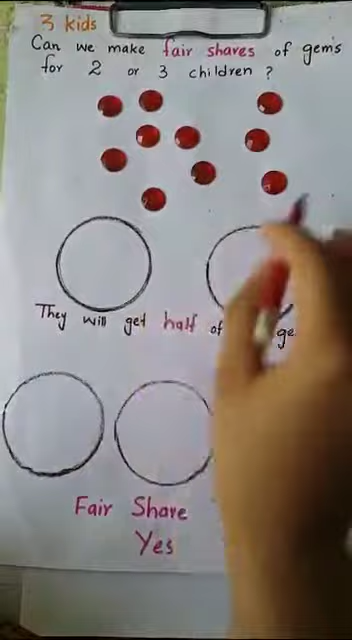 3 kids
Can we make fair shares of gems
for 2 or 3 children ?
They will get half of
Fair Share
Yes